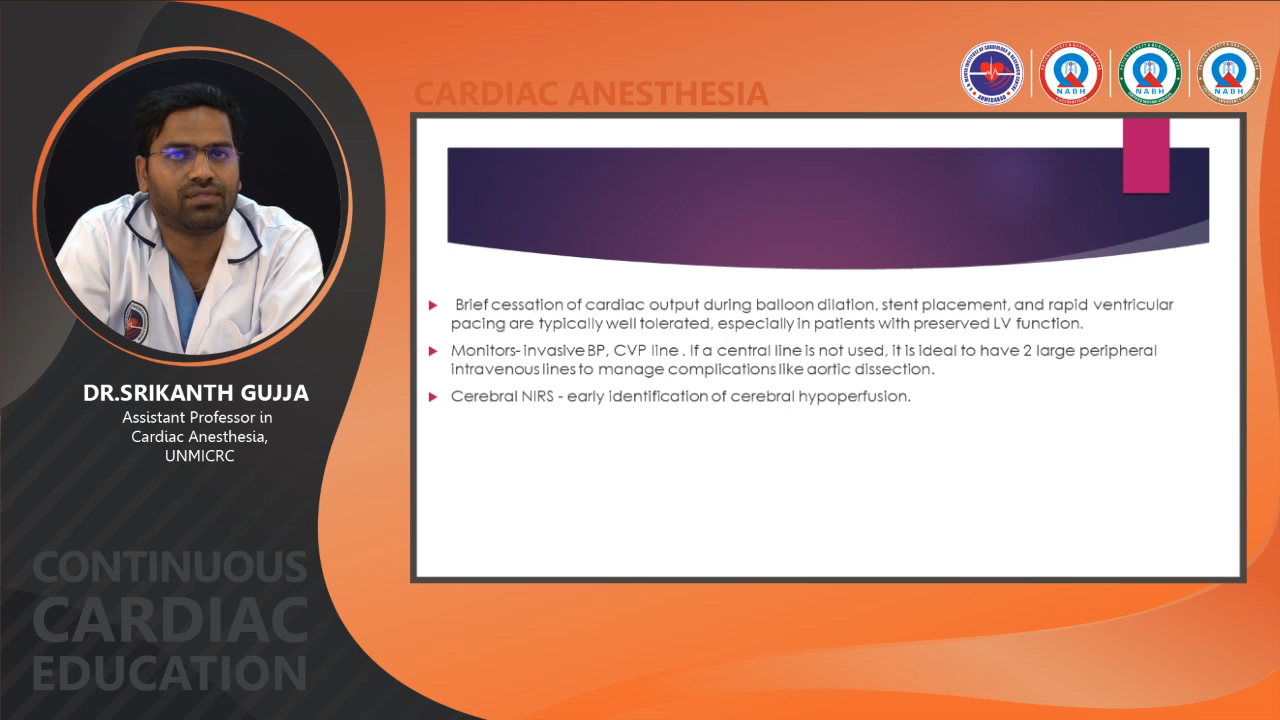 CARDIAC ANESTHESIA
NABH
NABH
NABH
Brief cessation of cardiac output during balloon dilation, stent placement, and rapid ventricular
pacing are typically well tolerated, especially in patients with preserved LV function.
Monitors- invasive BP, CVP line . If a central line is not used, it is ideal to have 2 large peripheral
intravenous lines to manage complications like aortic dissection.
Cerebral NIRS - early identification of cerebral hypoperfusion.
DR.SRIKANTH GUJJA
Assistant Professor in
Cardiac Anesthesia,
UNMICRC
CONTINUOUS
CARDIAC
EDUCATION